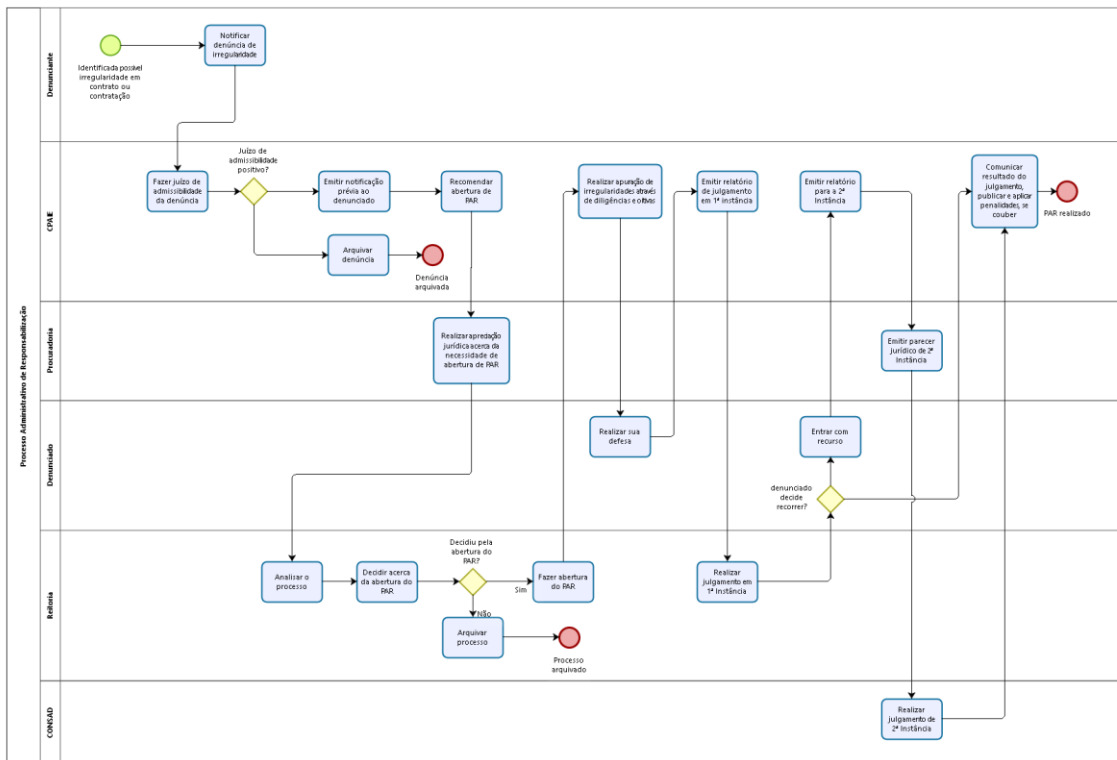 Processo Administrativo de Responsabilização
Denunciante
Identificada possível
irregularidade em
contrato ou
contratação
Notificar
denúncia de
irregularidade
CPAIE
Fazer juízo de
admissibilidade
da denúncia
Juízo de
admissibilidade
positivo?
Emitir notificação
prévia ao
denunciado
Recomendar
abertura de
PAR
Arquivar
denúncia
Denúncia
arquivada
Realizar apuração de
irregularidades através
de diligências e oitivas
Emitir relatório
de julgamento
em 1ª instância
Emitir relatório
para a 2ª
Instância
Comunicar
resultado do
julgamento,
publicar e aplicar
penalidades, se
couber
PAR realizado
Procuradoria
Realizar apreciação
jurídica acerca da
necessidade de
abertura de PAR
Emitir parecer
jurídico de 2ª
Instância
Denunciado
Realizar sua
defesa
Entrar com
recurso
denunciado
decide
recorrer?
Reitoria
Analisar o
processo
Decidir acerca
da abertura do
PAR
Decidiu pela
abertura do
PAR?
Sim
Não
Fazer abertura
do PAR
Arquivar
processo
Processo
arquivado
Realizar
julgamento em
1ª Instância
CONSAD
Realizar
julgamento de
2ª Instância